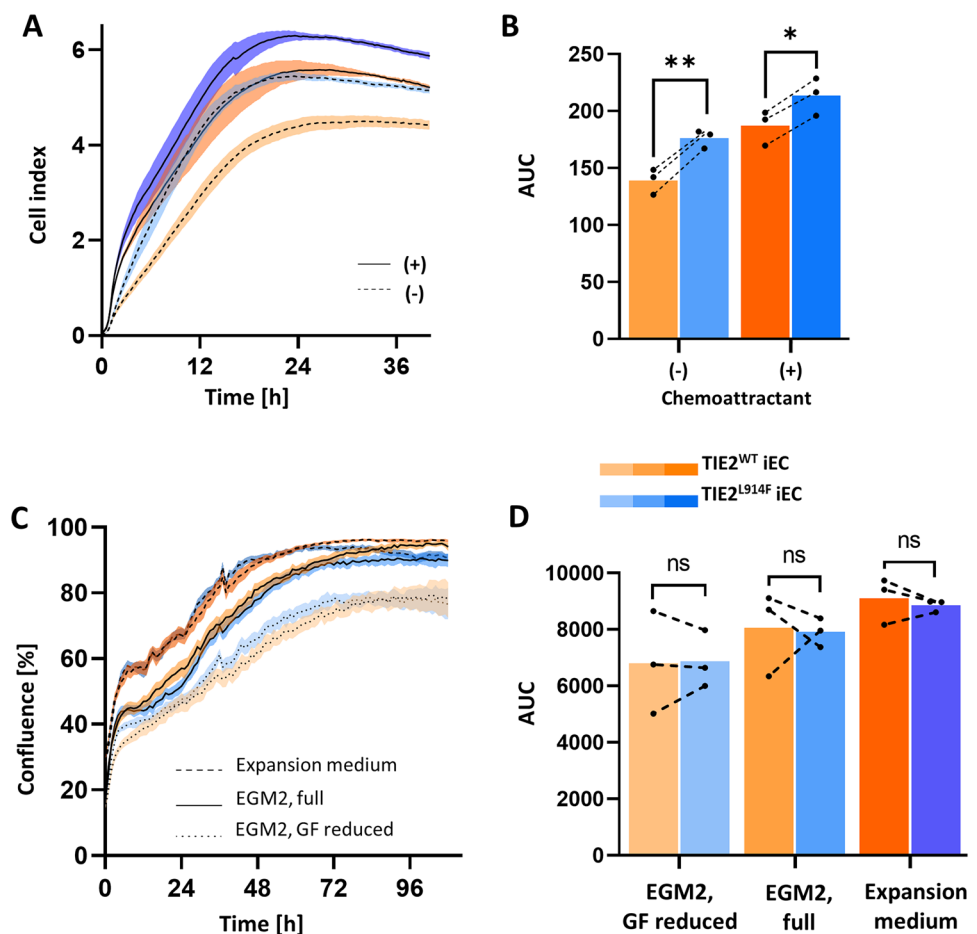 A
Cell index
6
4
2
0
0 12 24 36
Time [h]
(+)
(-)
B
AUC
250
200
150
100
50
0
** *
(-) (+)
Chemoattractant
TIE2WT iEC
TIE2L914F iEC
C
Confluence [%]
100
80
60
40
20
0
0 24 48 72 96
Time [h]
Expansion medium
EGM2, full
EGM2, GF reduced
D
AUC
10000
8000
6000
4000
2000
0
ns ns ns
EGM2, EGM2, Expansion
GF reduced full medium